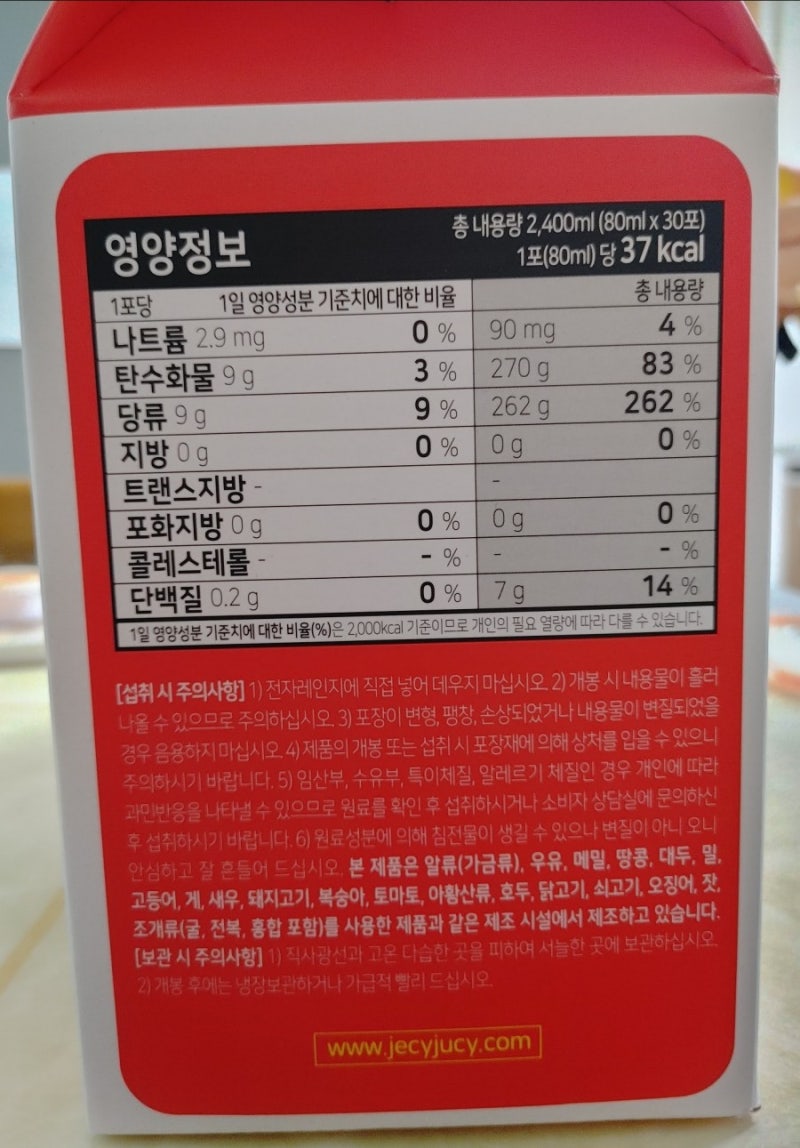 영양정보
총 내용량 2,400ml (80ml x 30포)
1포(80ml) 당 37 kcal
1포당 1일 영양성분 기준치에 대한 비율 총 내용량
나트륨 2.9 mg 0 % 90 mg 4 %
탄수화물 9 g 3 % 270 g 83 %
당류 9 g 9 % 262 g 262 %
지방 0 g 0 % 0 g 0 %
트랜스지방 - -
포화지방 0 g 0 % 0 g 0 %
콜레스테롤 - - % - - %
단백질 0.2 g 0 % 7 g 14 %
1일 영양성분 기준치에 대한 비율(%)은 2,000kcal 기준이므로 개인의 필요 열량에 따라 다를 수 있습니다.
[섭취 시 주의사항] 1) 전자레인지에 직접 넣어 데우지 마십시오. 2) 개봉 시 내용물이 흘러
나올 수 있으므로 주의하십시오. 3) 포장이 변형, 팽창, 손상되었거나 내용물이 변질되었을
경우 음용하지 마십시오. 4) 제품의 개봉 또는 섭취 시 포장재에 의해 상처를 입을 수 있으니
주의하시기 바랍니다. 5) 임산부, 수유부, 특이체질, 알레르기 체질인 경우 개인에 따라
과민반응을 나타낼 수 있으므로 원료를 확인 후 섭취하시거나 소비자 상담실에 문의하신
후 섭취하시기 바랍니다. 6) 원료성분에 의해 침전물이 생길 수 있으나 변질이 아니 오니
안심하고 잘 흔들어 드십시오. 본 제품은 알류(가금류), 우유, 메밀, 땅콩, 대두, 밀,
고등어, 게, 새우, 돼지고기, 복숭아, 토마토, 아황산류, 호두, 닭고기, 쇠고기, 오징어, 잣,
조개류(굴, 전복, 홍합 포함)를 사용한 제품과 같은 제조 시설에서 제조하고 있습니다.
[보관 시 주의사항] 1) 직사광선과 고온 다습한 곳을 피하여 서늘한 곳에 보관하십시오.
2) 개봉 후에는 냉장보관하거나 가급적 빨리 드십시오.
www.jecyjucy.com